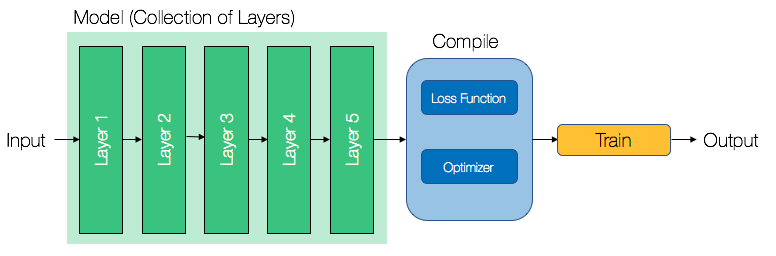 Model (Collection of Layers)
Input
Layer 1
Layer 2
Layer 3
Layer 4
Layer 5
Compile
Loss Function
Optimizer
Train
Output